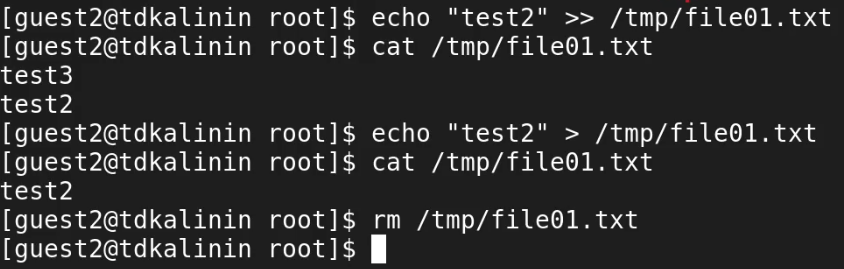 [guest2@tdkalinin root]$ echo "test2" >> /tmp/file01.txt
[guest2@tdkalinin root]$ cat /tmp/file01.txt
test3
test2
[guest2@tdkalinin root]$ echo "test2" > /tmp/file01.txt
[guest2@tdkalinin root]$ cat /tmp/file01.txt
test2
[guest2@tdkalinin root]$ rm /tmp/file01.txt
[guest2@tdkalinin root]$